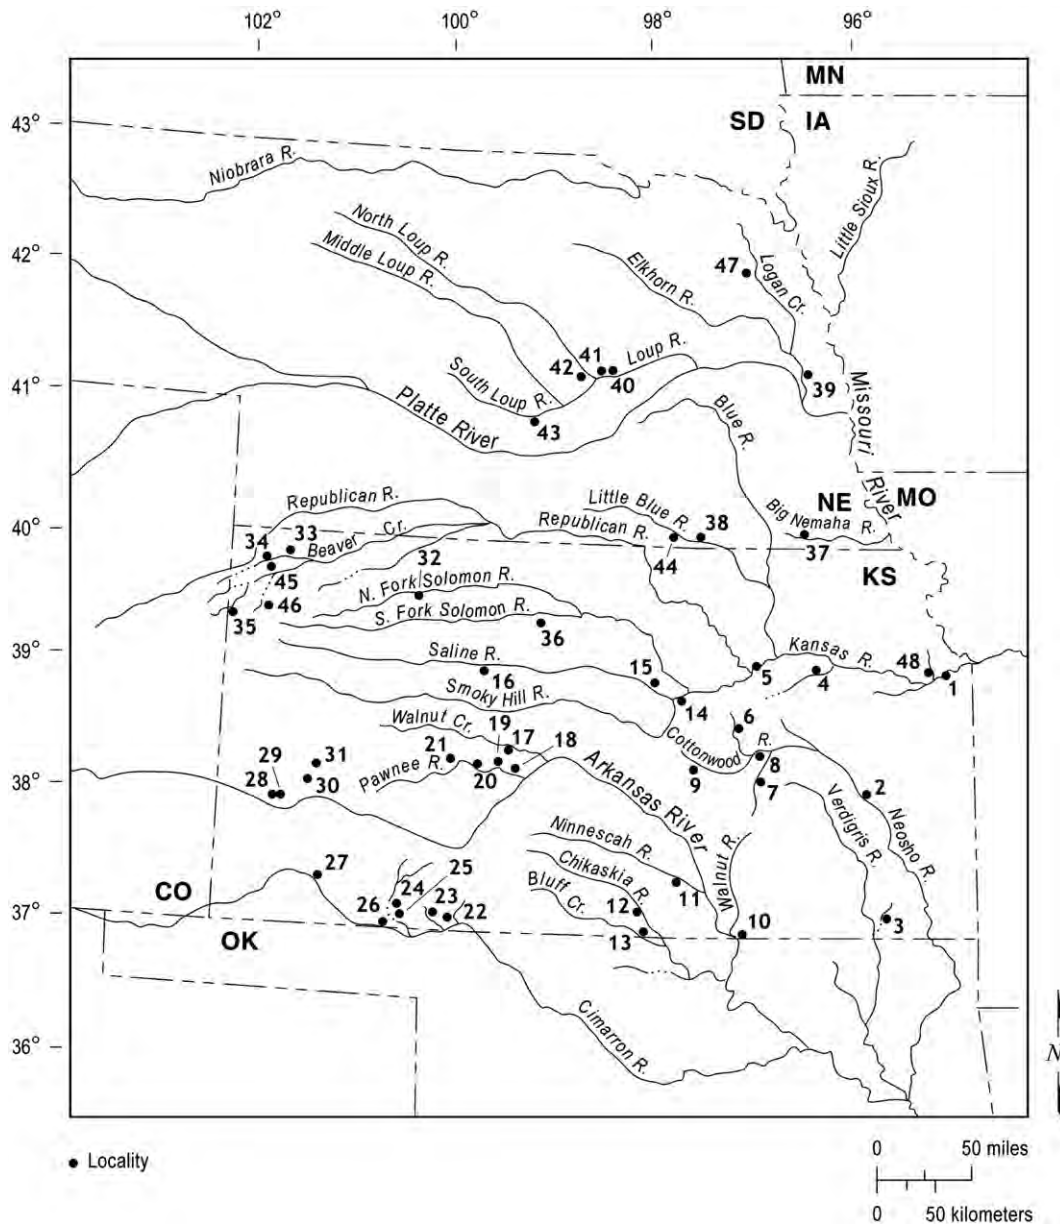 102° 100° 98° 96°
MN
43°
SD IA
Niobrara R.
Little Sioux R.
North Loup R.
42°
Middle Loup R.
47
Logan Cr.
Elkhorn R.
41
Loup R.
42
40
41°
39
South Loup R.
43
Platte River
Blue R.
Missouri River
Republican R.
Little Blue R.
38
NE MO
40°
34 33
Beaver Cr.
Republican R.
Big Nemaha R.
37
32
44
45
KS
N. Fork Solomon R.
46
35
S. Fork Solomon R.
36
39°
Saline R.
Kansas R.
48
15
5
4
1
16
Smoky Hill R.
14
Walnut Cr.
19
17
6
29 31
21
18
Cottonwood R.
8
Pawnee R.
20
Arkansas River
9
38°
28 30
7
2
Verdigris R.
Neosho R.
Ninnescah R.
Walnut R.
27
25
Chikaskia R.
24
CO
23
Bluff Cr.
11
37°
26
22
12
10
3
OK
13
Cimarron R.
36°
N
Locality
0 50 miles
0 50 kilometers